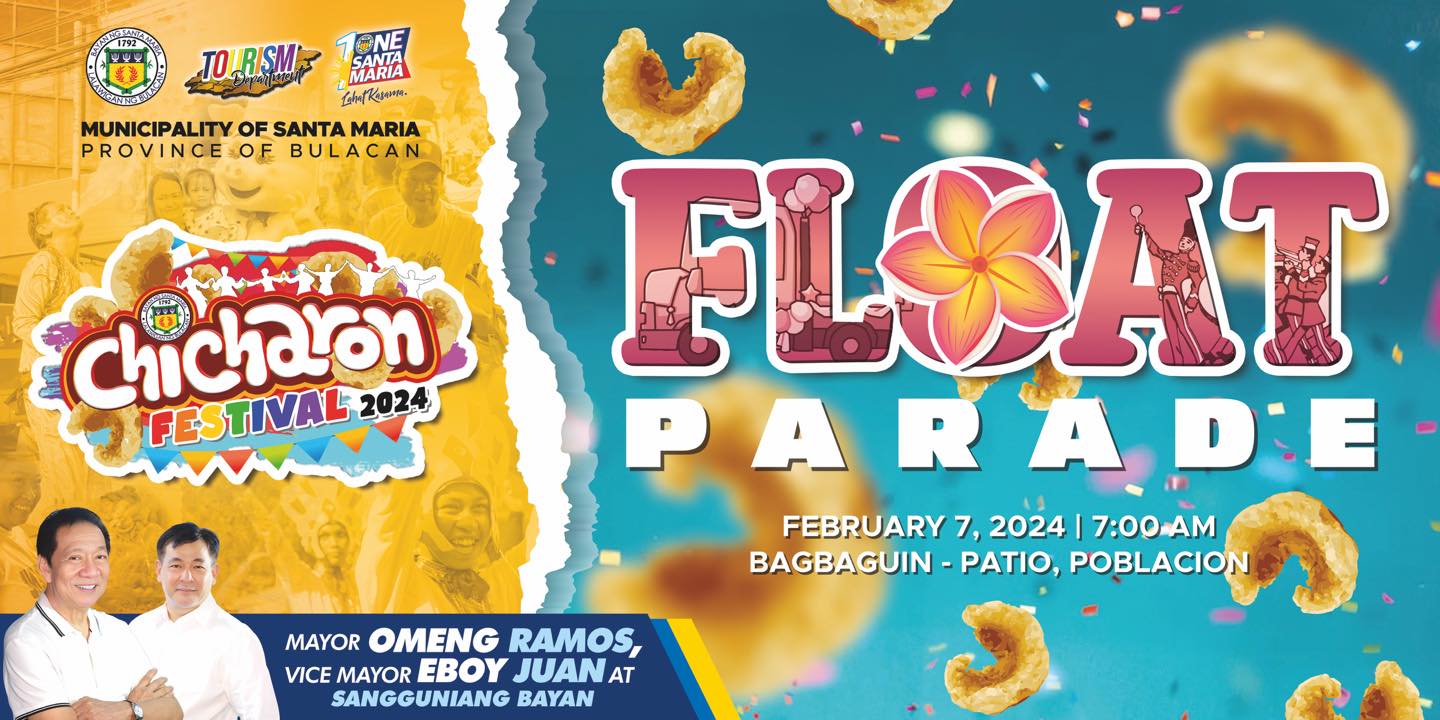 BAYAN NG SANTA MARIA
1792
LALAWIGAN NG BULACAN
TOURISM
Department
1ONE
SANTA
MARIA
Lahat Kasama.
MUNICIPALITY OF SANTA MARIA
PROVINCE OF BULACAN
1792
Chicharon
FESTIVAL 2024
MAYOR OMENG RAMOS,
VICE MAYOR EBOY JUAN AT
SANGGUNIANG BAYAN
FLOAT
PARADE
FEBRUARY 7, 2024 | 7:00 AM
BAGBAGUIN - PATIO, POBLACION